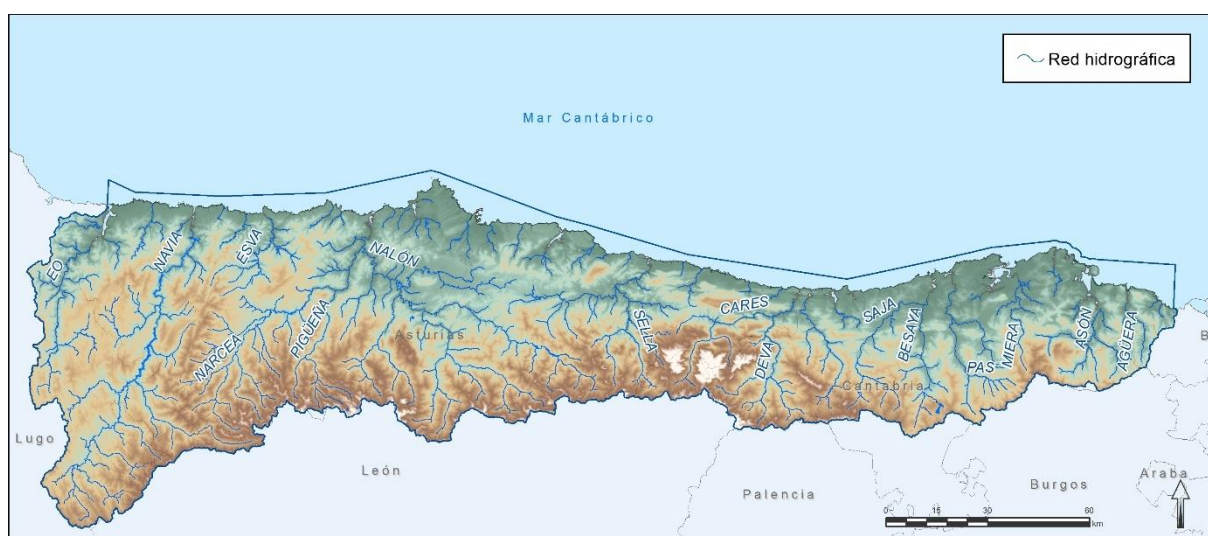 Red hidrográfica
Mar Cantábrico
EO
NAVIA
ESVA
NALÓN
NARCEA
PIGÜEÑA
Asturias
SELLA
CARES
DEVA
SAJA
BESAYA
Cantabria
PAS-
MIERA
ASÓN
AGÜERA
B
Lugo
León
Palencia
Burgos
Araba
0 15 30 60
km